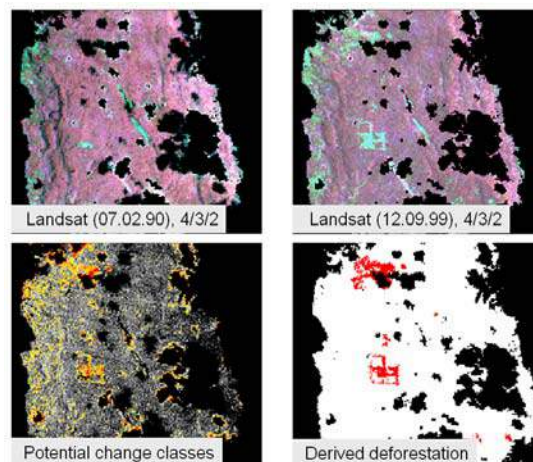 Landsat (07.02.90), 4/3/2
Landsat (12.09.99), 4/3/2
Potential change classes
Derived deforestation